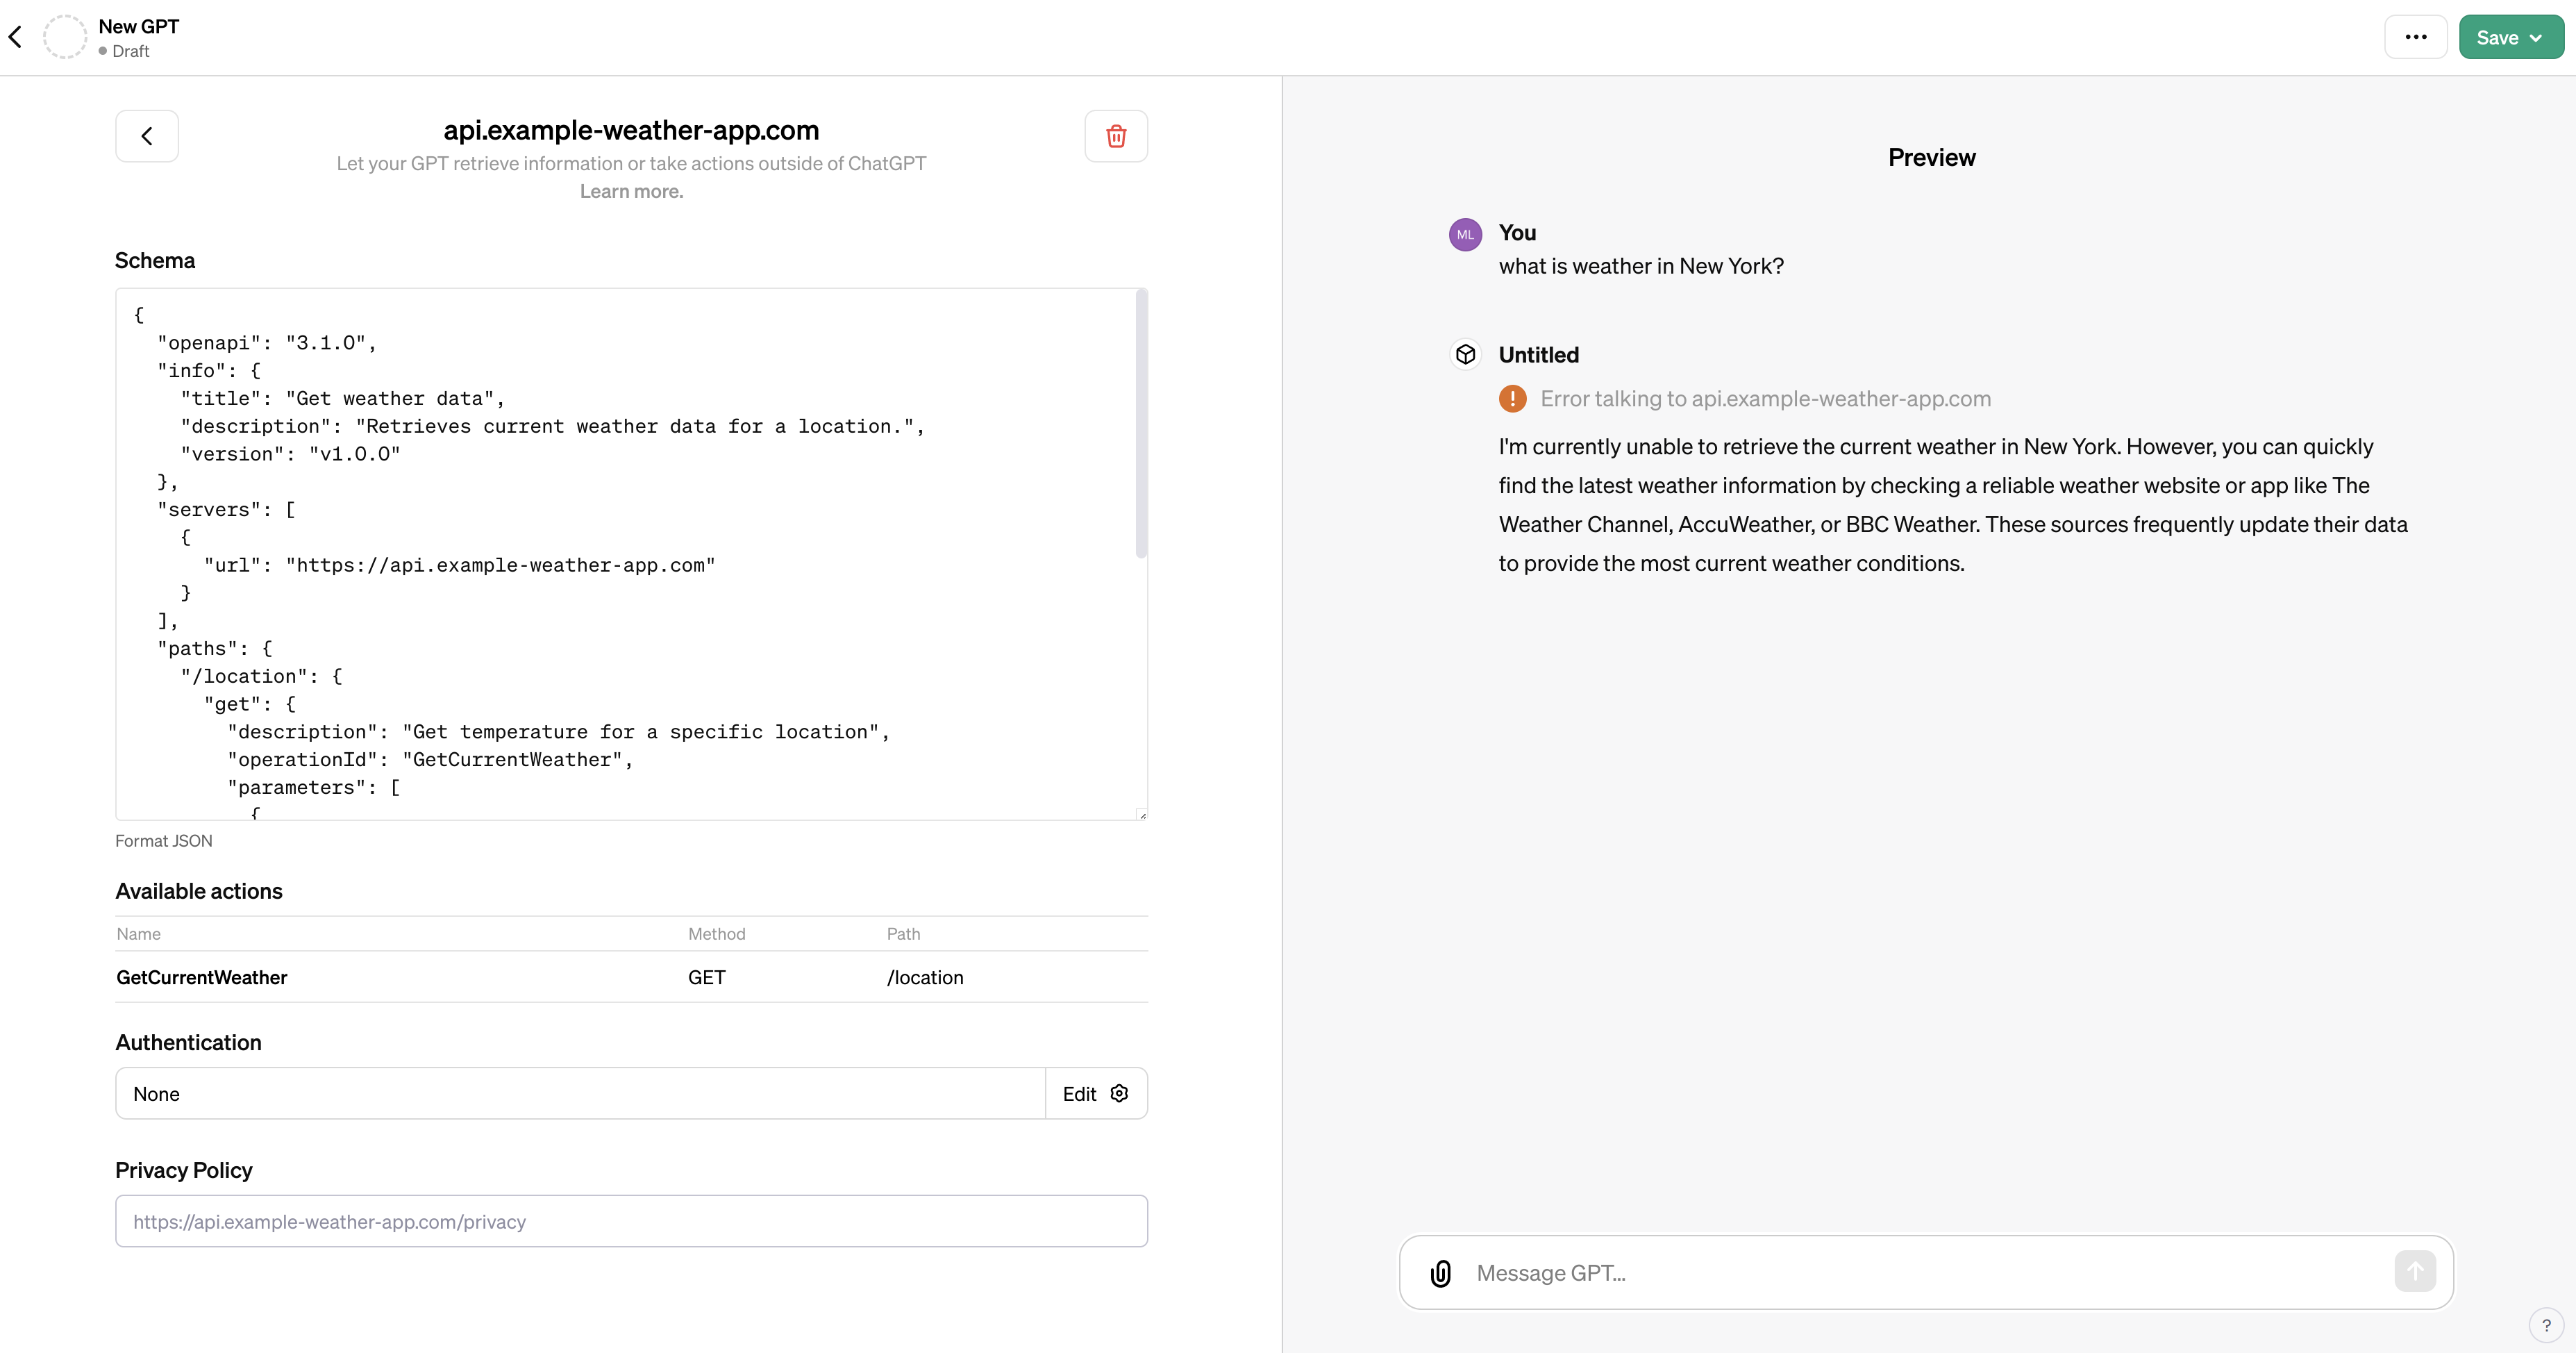 New GPT
Draft
Save
api.example-weather-app.com
Let your GPT retrieve information or take actions outside of ChatGPT
Learn more.
Schema
{
  "openapi": "3.1.0",
  "info": {
    "title": "Get weather data",
    "description": "Retrieves current weather data for a location.",
    "version": "v1.0.0"
  },
  "servers": [
    {
      "url": "https://api.example-weather-app.com"
    }
  ],
  "paths": {
    "/location": {
      "get": {
        "description": "Get temperature for a specific location",
        "operationId": "GetCurrentWeather",
        "parameters": [
          {
Format JSON
Available actions
Name Method Path
GetCurrentWeather GET /location
Authentication
None Edit
Privacy Policy
https://api.example-weather-app.com/privacy
Preview
ML You
what is weather in New York?
Untitled
! Error talking to api.example-weather-app.com
I'm currently unable to retrieve the current weather in New York. However, you can quickly
find the latest weather information by checking a reliable weather website or app like The
Weather Channel, AccuWeather, or BBC Weather. These sources frequently update their data
to provide the most current weather conditions.
Message GPT…
?